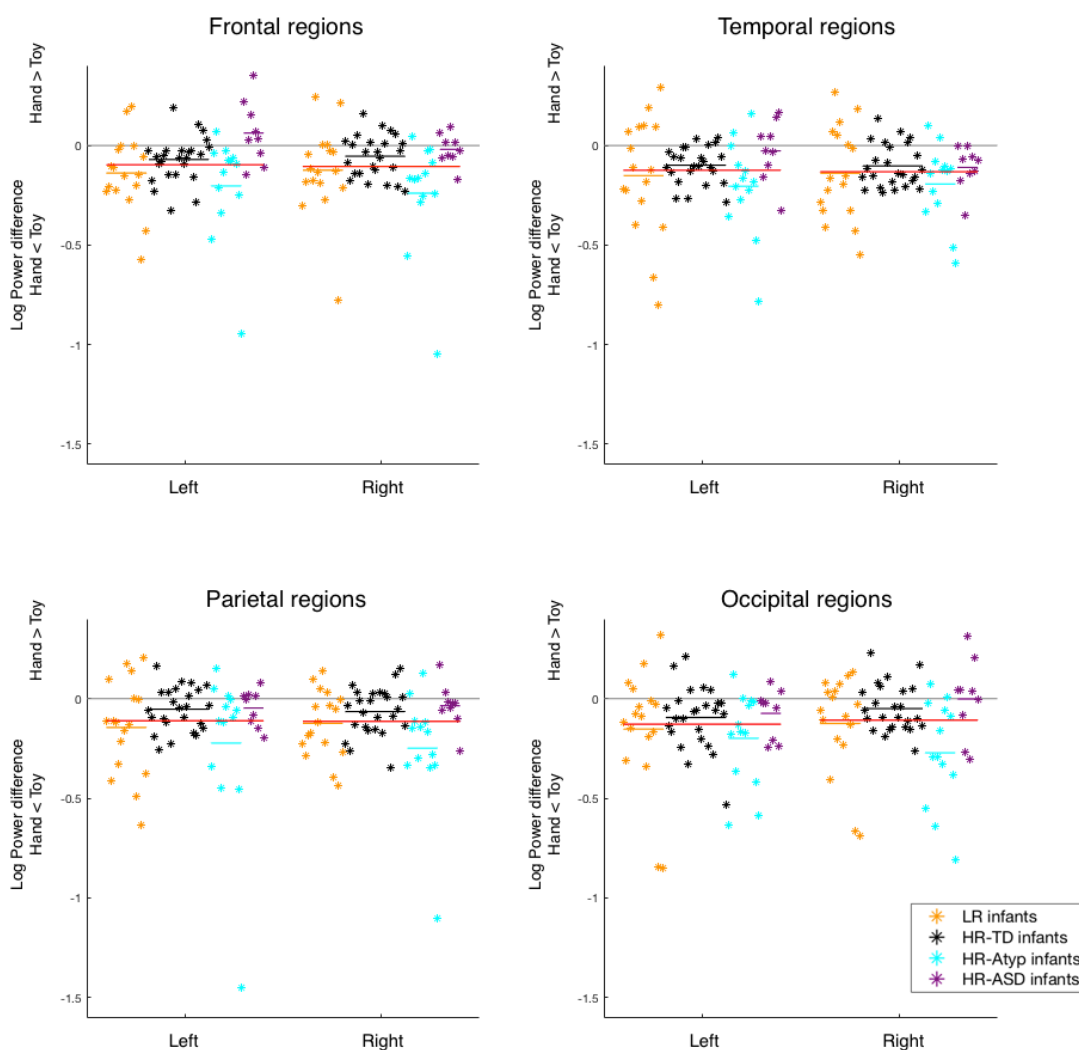 Frontal regions
Hand > Toy
Log Power difference
Hand < Toy
0
-0.5
-1
-1.5
Left
Right
Temporal regions
Hand > Toy
Log Power difference
Hand < Toy
0
-0.5
-1
-1.5
Left
Right
Parietal regions
Hand > Toy
Log Power difference
Hand < Toy
0
-0.5
-1
-1.5
Left
Right
Occipital regions
Hand > Toy
Log Power difference
Hand < Toy
0
-0.5
-1
-1.5
Left
Right
LR infants
HR-TD infants
HR-Atyp infants
HR-ASD infants